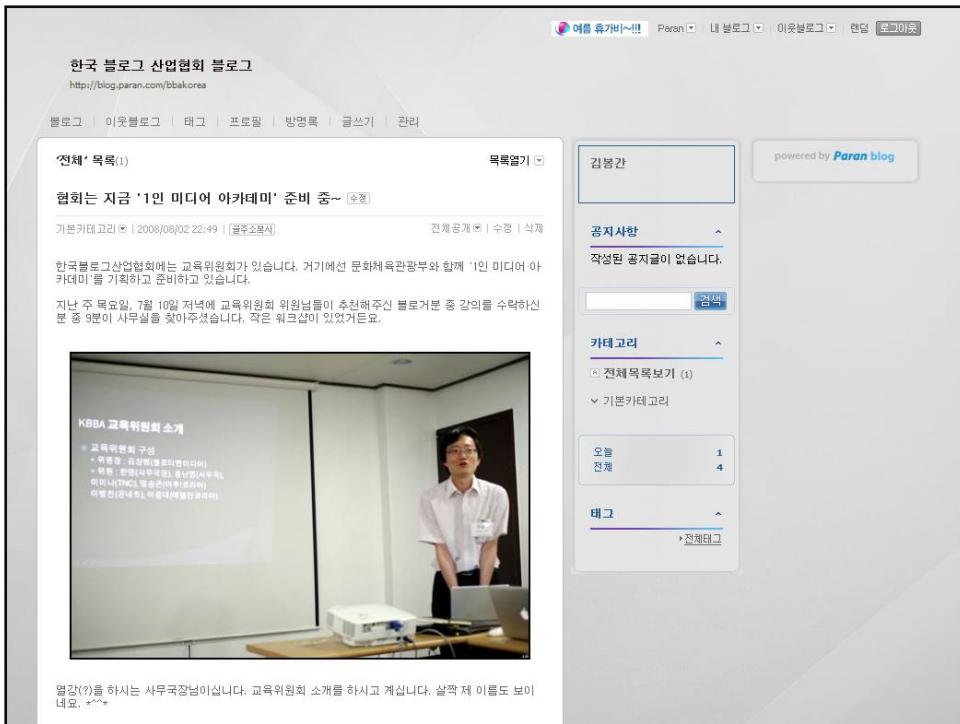 여름 휴가비~!!! Paran 내 블로그 이웃블로그 랜덤 로그아웃
한국 블로그 산업협회 블로그
http://blog.paran.com/bbakorea
블로그 | 이웃블로그 | 태그 | 프로필 | 방명록 | 글쓰기 | 관리
'전체' 목록(1) 목록열기
협회는 지금 '1인 미디어 아카데미' 준비 중~ 수정
기본카테고리 | 2008/08/02 22:49 | 글주소복사 전체공개 | 수정 | 삭제
한국블로그산업협회에는 교육위원회가 있습니다. 거기에선 문화체육관광부와 함께 '1인 미디어 아
카데미'를 기획하고 준비하고 있습니다.
지난 주 목요일, 7월 10일 저녁에 교육위원회 위원님들이 추천해주신 블로거분 중 강의를 수락하신
분 중 9분이 사무실을 찾아주셨습니다. 작은 워크샵이 있었거든요.
KBBA 교육위원회 소개
교육위원회 구성
열강(?)을 하시는 사무국장님이십니다. 교육위원회 소개를 하시고 계십니다. 살짝 제 이름도 보이
네요. *^^*
김봉간
공지사항
작성된 공지글이 없습니다.
검색
카테고리
전체목록보기 (1)
기본카테고리
오늘 1
전체 4
태그
전체태그
powered by Paran blog